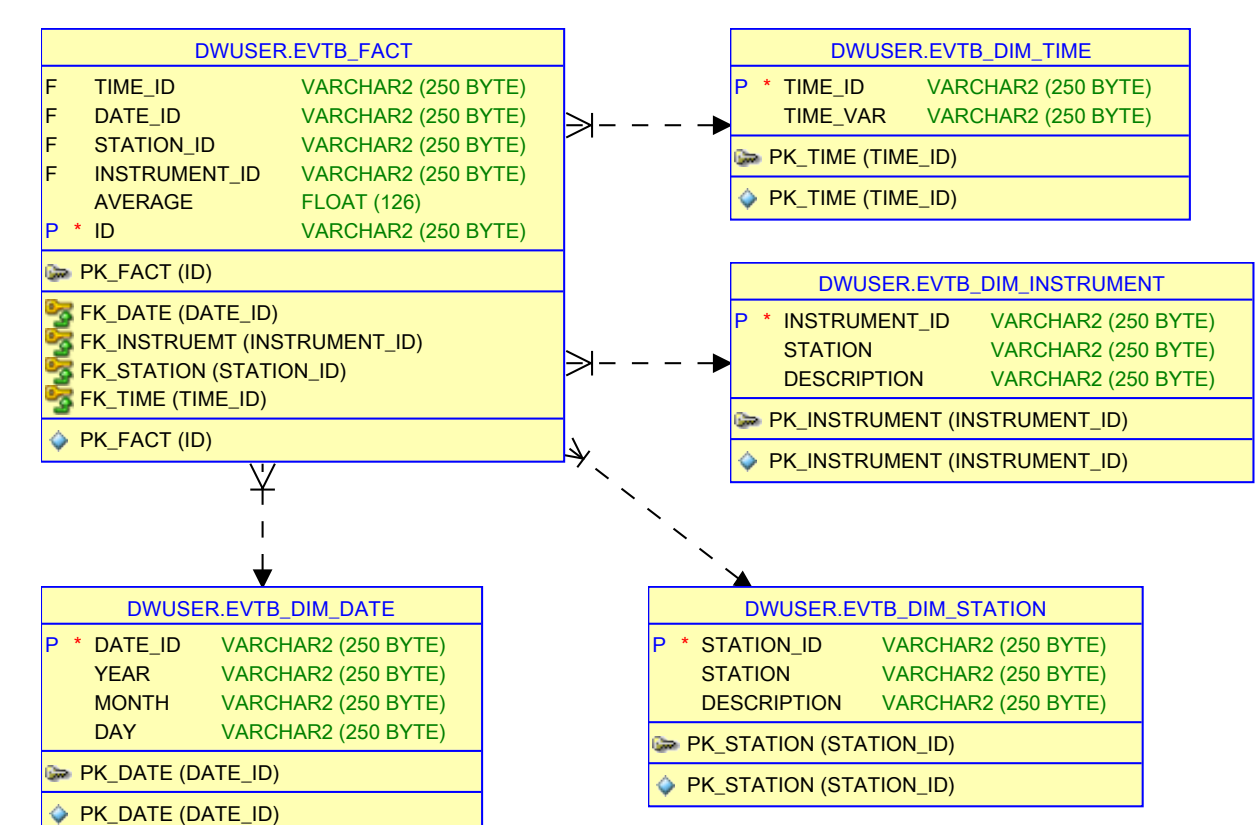 DWUSER.EVTB_FACT
F TIME_ID VARCHAR2 (250 BYTE)
F DATE_ID VARCHAR2 (250 BYTE)
F STATION_ID VARCHAR2 (250 BYTE)
F INSTRUMENT_ID VARCHAR2 (250 BYTE)
AVERAGE FLOAT (126)
P * ID VARCHAR2 (250 BYTE)
PK_FACT (ID)
FK_DATE (DATE_ID)
FK_INSTRUEMT (INSTRUMENT_ID)
FK_STATION (STATION_ID)
FK_TIME (TIME_ID)
PK_FACT (ID)
DWUSER.EVTB_DIM_TIME
P * TIME_ID VARCHAR2 (250 BYTE)
TIME_VAR VARCHAR2 (250 BYTE)
PK_TIME (TIME_ID)
PK_TIME (TIME_ID)
DWUSER.EVTB_DIM_INSTRUMENT
P * INSTRUMENT_ID VARCHAR2 (250 BYTE)
STATION VARCHAR2 (250 BYTE)
DESCRIPTION VARCHAR2 (250 BYTE)
PK_INSTRUMENT (INSTRUMENT_ID)
PK_INSTRUMENT (INSTRUMENT_ID)
DWUSER.EVTB_DIM_DATE
P * DATE_ID VARCHAR2 (250 BYTE)
YEAR VARCHAR2 (250 BYTE)
MONTH VARCHAR2 (250 BYTE)
DAY VARCHAR2 (250 BYTE)
PK_DATE (DATE_ID)
PK_DATE (DATE_ID)
DWUSER.EVTB_DIM_STATION
P * STATION_ID VARCHAR2 (250 BYTE)
STATION VARCHAR2 (250 BYTE)
DESCRIPTION VARCHAR2 (250 BYTE)
PK_STATION (STATION_ID)
PK_STATION (STATION_ID)